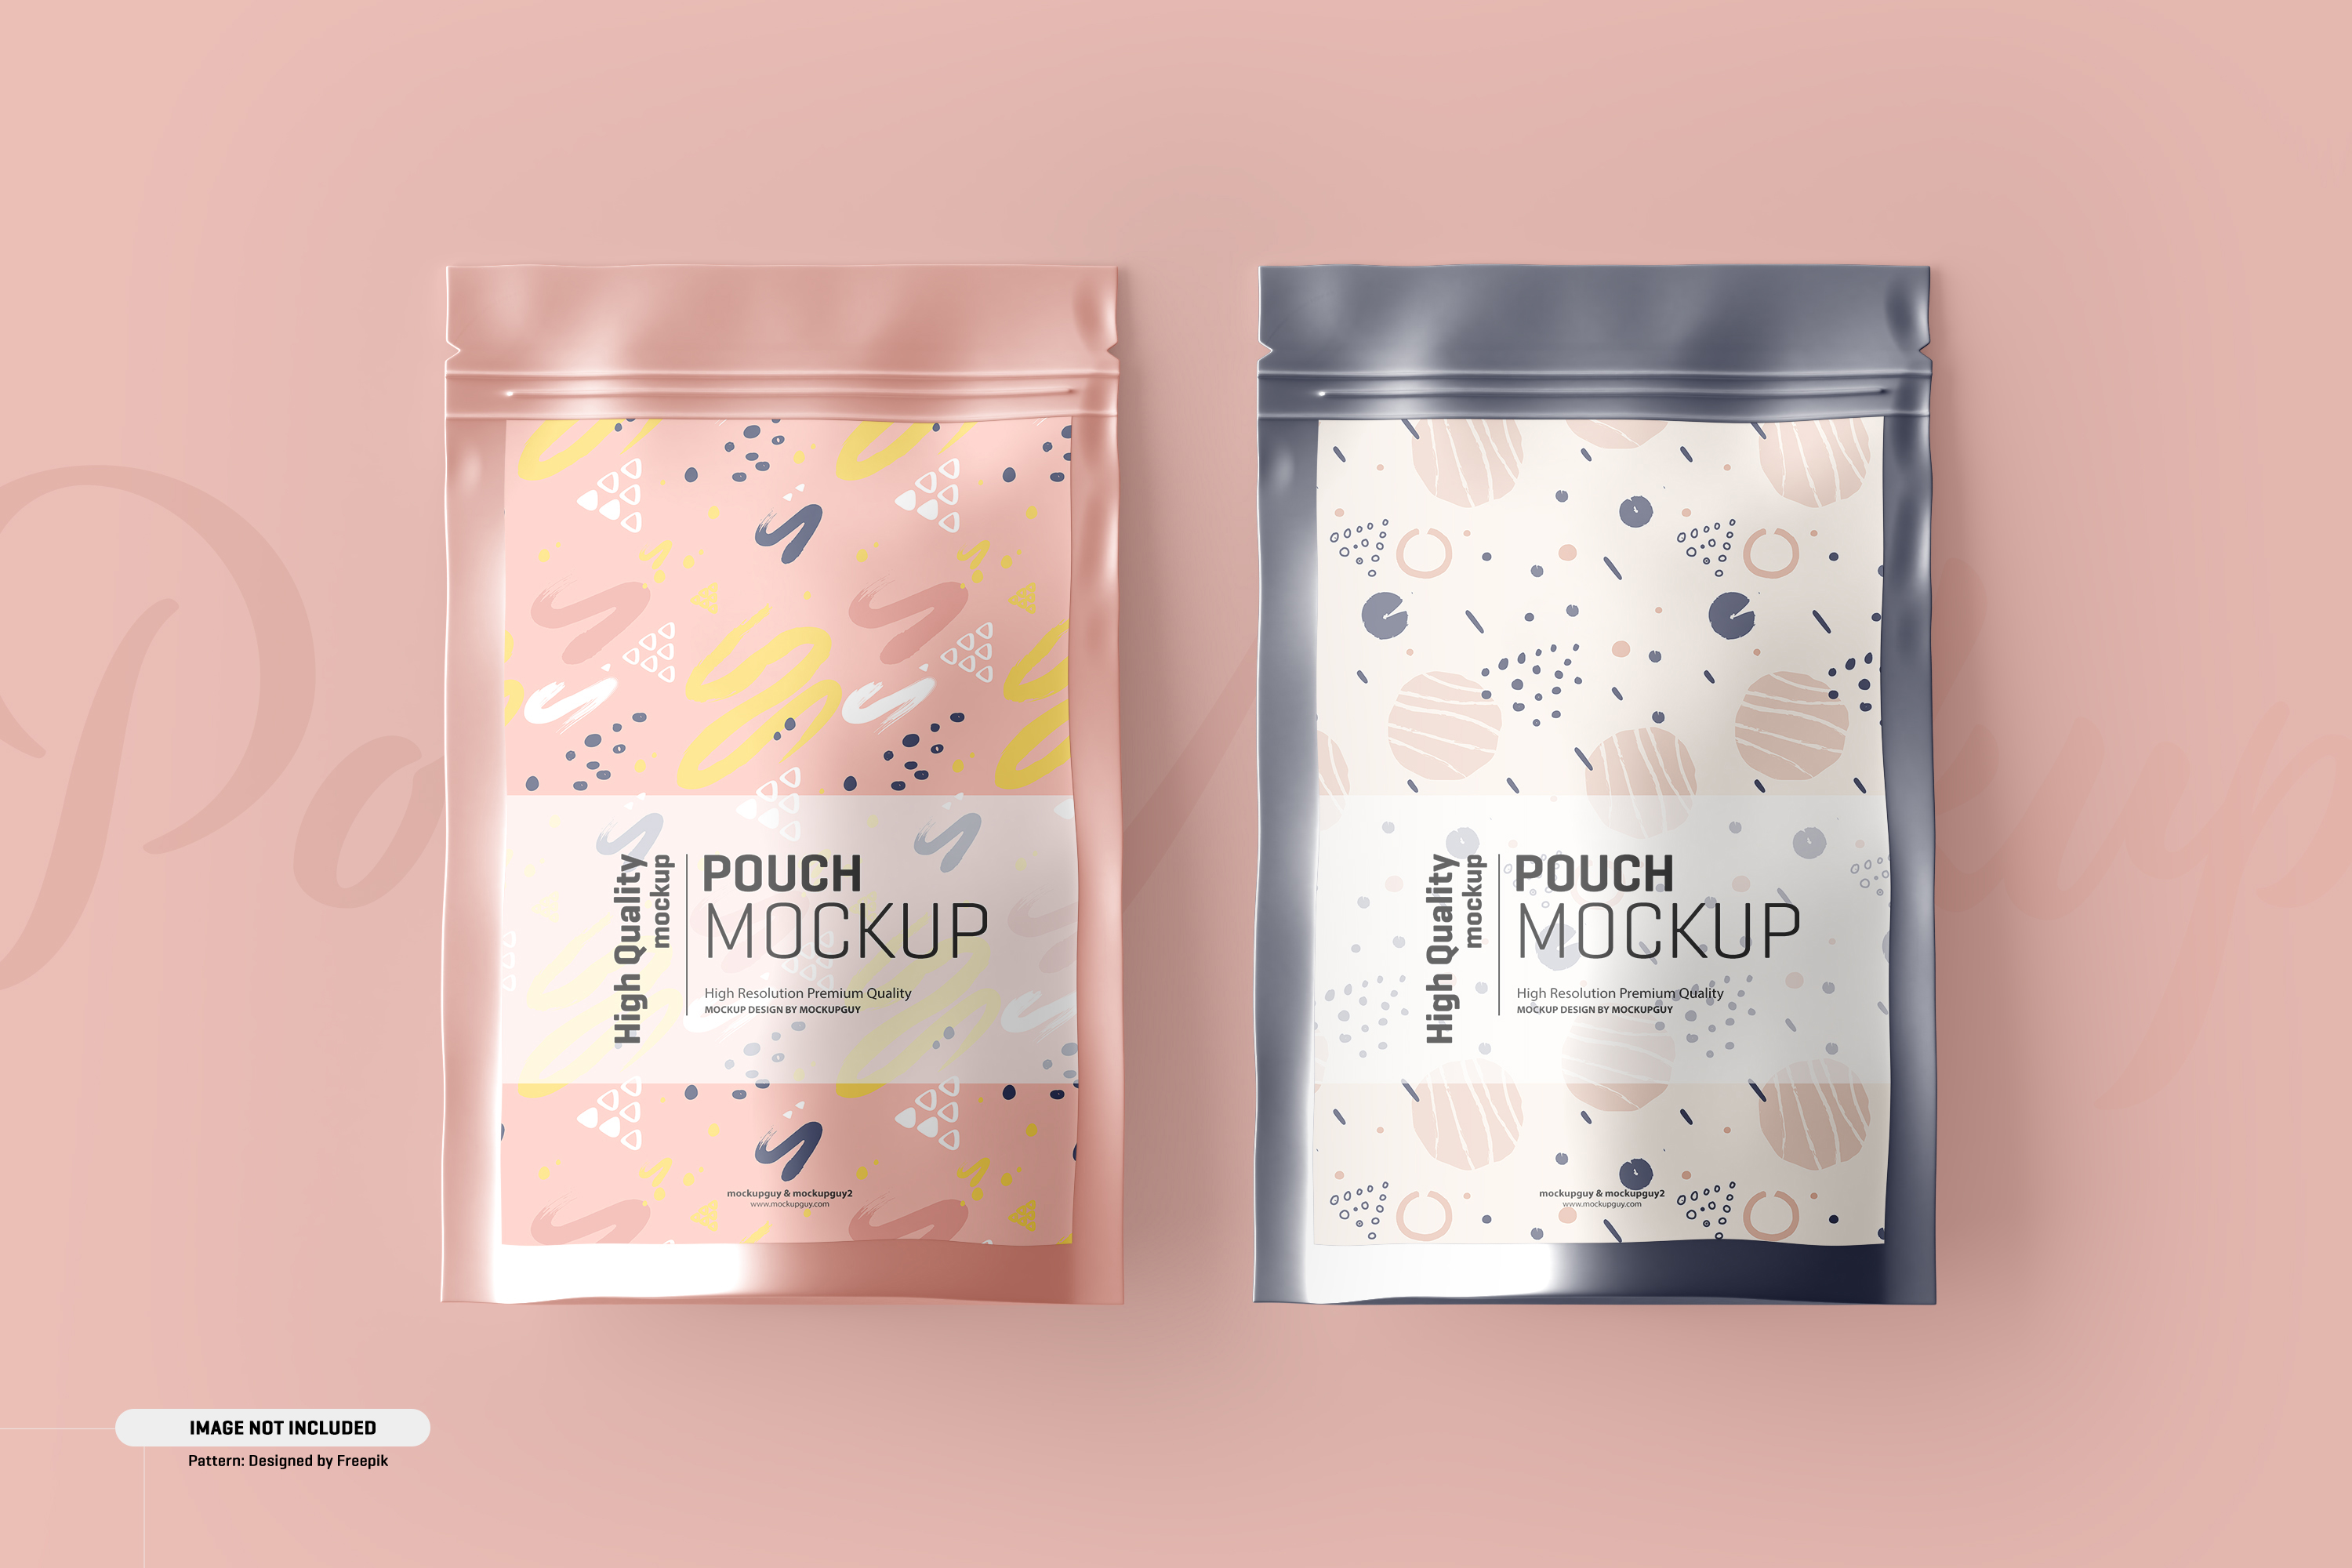 High Quality
mockup
POUCH
MOCKUP
High Resolution Premium Quality
MOCKUP DESIGN BY MOCKUPGUY
mockupguy & mockupguy2
www.mockupguy.com
High Quality
mockup
POUCH
MOCKUP
High Resolution Premium Quality
MOCKUP DESIGN BY MOCKUPGUY
mockupguy & mockupguy2
www.mockupguy.com
IMAGE NOT INCLUDED
Pattern: Designed by Freepik